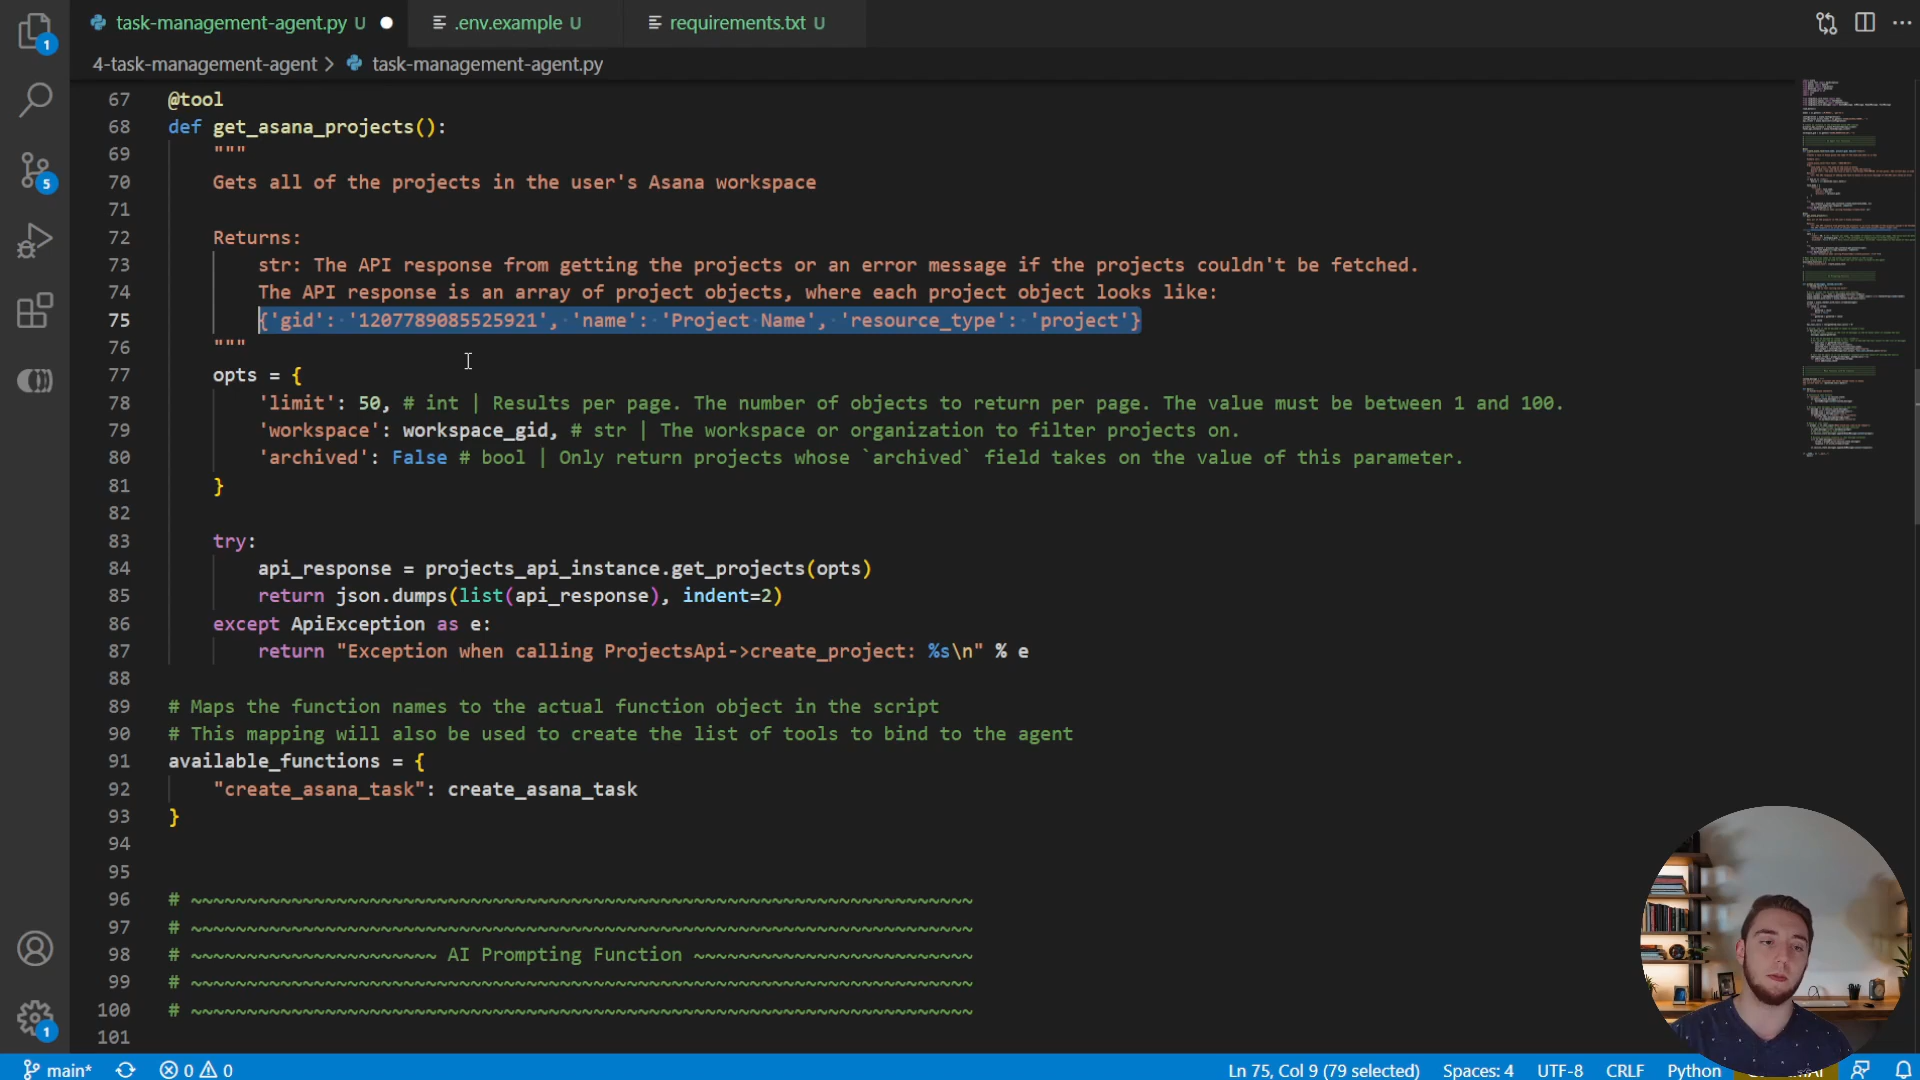 task-management-agent.py U
.env.example U
requirements.txt U
4-task-management-agent > task-management-agent.py
67 @tool
68 def get_asana_projects():
69 """
70 Gets all of the projects in the user's Asana workspace
71
72 Returns:
73 str: The API response from getting the projects or an error message if the projects couldn't be fetched.
74 The API response is an array of project objects, where each project object looks like:
75 {'gid': '1207789085525921', 'name': 'Project Name', 'resource_type': 'project'}
76 """
77 opts = {
78 'limit': 50, # int | Results per page. The number of objects to return per page. The value must be between 1 and 100.
79 'workspace': workspace_gid, # str | The workspace or organization to filter projects on.
80 'archived': False # bool | Only return projects whose `archived` field takes on the value of this parameter.
81 }
82
83 try:
84 api_response = projects_api_instance.get_projects(opts)
85 return json.dumps(list(api_response), indent=2)
86 except ApiException as e:
87 return "Exception when calling ProjectsApi->create_project: %s\n" % e
88
89 # Maps the function names to the actual function object in the script
90 # This mapping will also be used to create the list of tools to bind to the agent
91 available_functions = {
92 "create_asana_task": create_asana_task
93 }
94
95
96 # ~~~~~~~~~~~~~~~~~~~~~~~~~~~~~~~~~~~~~~~~~~~~~~~~~~~~~~~~~~~~~~~~~~~~~~
97 # ~~~~~~~~~~~~~~~~~~~~~~~~~~~~~~~~~~~~~~~~~~~~~~~~~~~~~~~~~~~~~~~~~~~~~~
98 # ~~~~~~~~~~~~~~~~~~~~~~ AI Prompting Function ~~~~~~~~~~~~~~~~~~~~~~~~~
99 # ~~~~~~~~~~~~~~~~~~~~~~~~~~~~~~~~~~~~~~~~~~~~~~~~~~~~~~~~~~~~~~~~~~~~~~
100 # ~~~~~~~~~~~~~~~~~~~~~~~~~~~~~~~~~~~~~~~~~~~~~~~~~~~~~~~~~~~~~~~~~~~~~~
101
1
5
1
main* 0 0 Ln 75, Col 9 (79 selected) Spaces: 4 UTF-8 CRLF Python